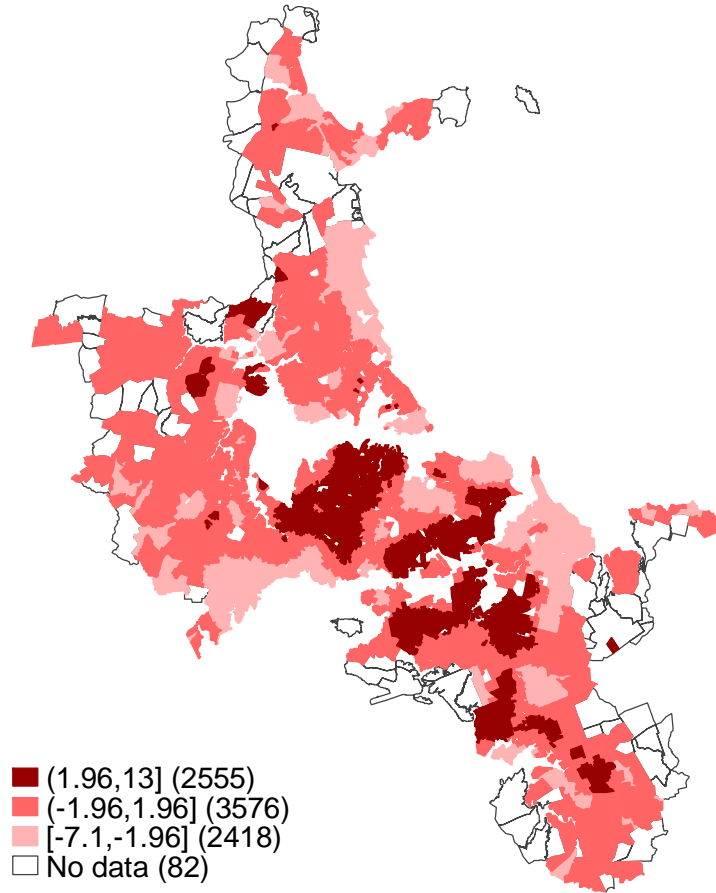 (1.96,13] (2555)
(-1.96,1.96] (3576)
[-7.1,-1.96] (2418)
No data (82)